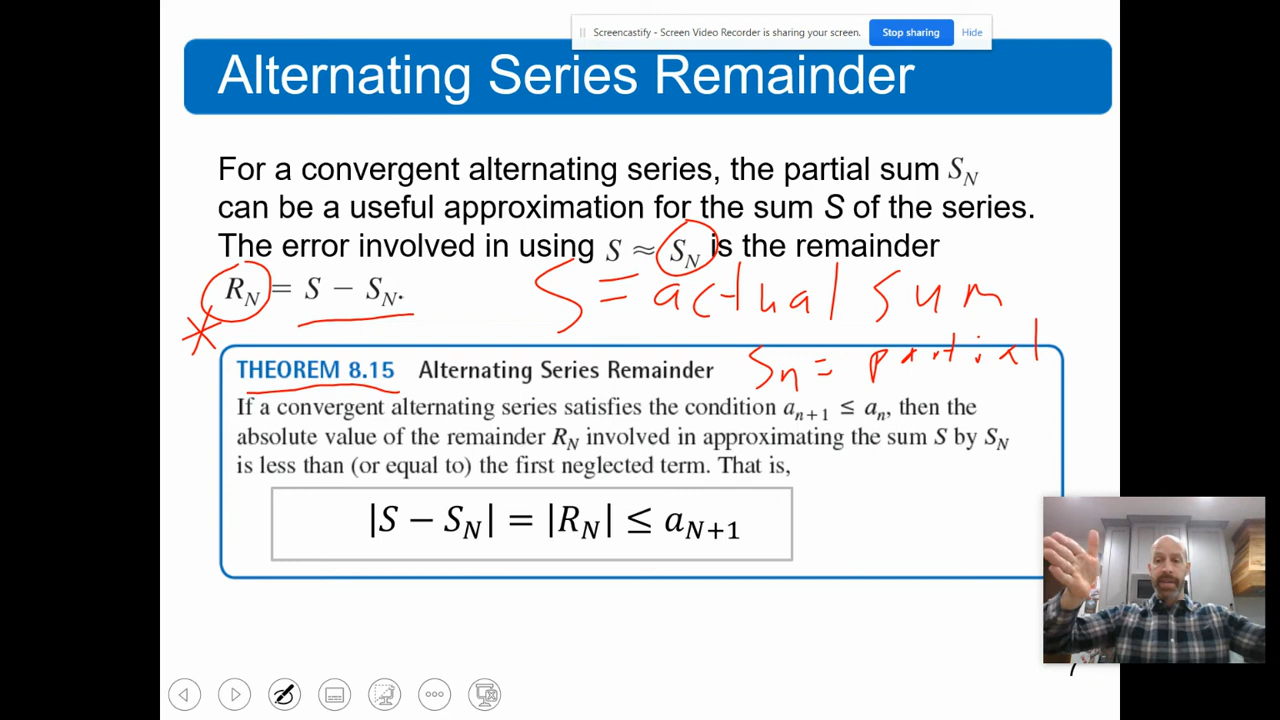 Screencastify - Screen Video Recorder is sharing your screen. Stop sharing Hide
Alternating Series Remainder
For a convergent alternating series, the partial sum S_N
can be a useful approximation for the sum S of the series.
The error involved in using S ≈ S_N is the remainder
R_N = S − S_N.
S = actual sum
THEOREM 8.15 Alternating Series Remainder
Sn = partial
If a convergent alternating series satisfies the condition a_{n+1} ≤ a_n, then the
absolute value of the remainder R_N involved in approximating the sum S by S_N
is less than (or equal to) the first neglected term. That is,
|S − S_N| = |R_N| ≤ a_{N+1}
7